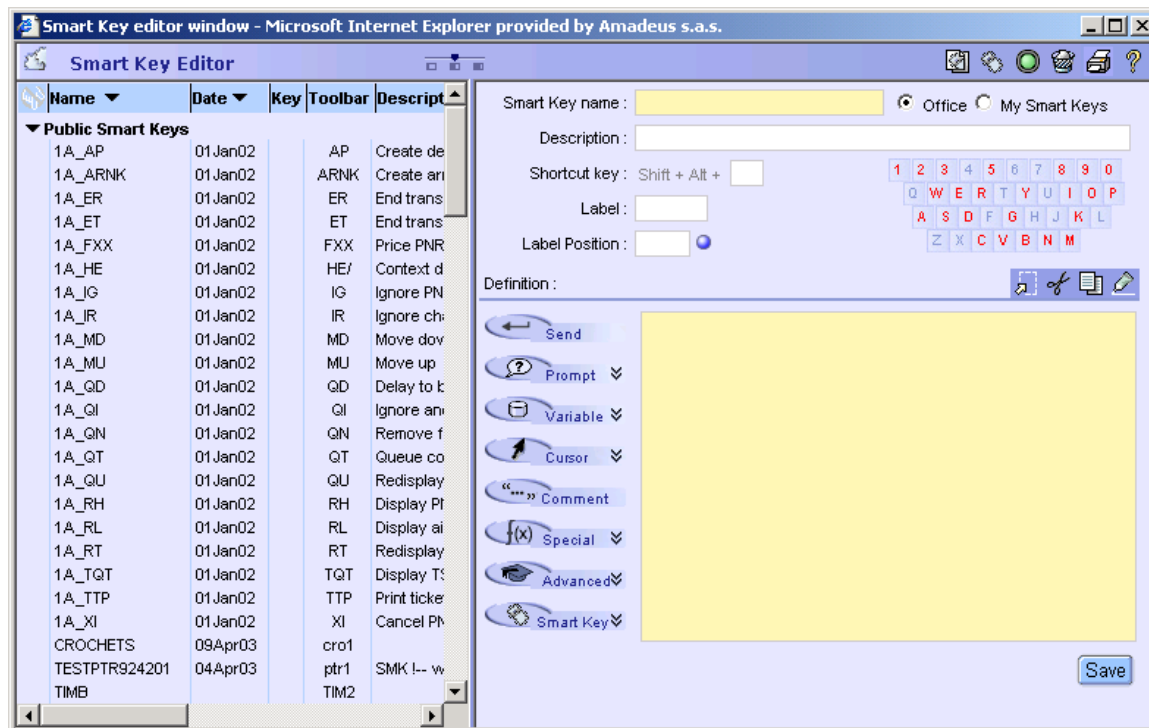 Smart Key editor window - Microsoft Internet Explorer provided by Amadeus s.a.s.
Smart Key Editor
Name Date Key Toolbar Descript
Public Smart Keys
1A_AP 01Jan02 AP Create de
1A_ARNK 01Jan02 ARNK Create arn
1A_ER 01Jan02 ER End trans
1A_ET 01Jan02 ET End trans
1A_FXX 01Jan02 FXX Price PNR
1A_HE 01Jan02 HE/ Context d
1A_IG 01Jan02 IG Ignore PN
1A_IR 01Jan02 IR Ignore cha
1A_MD 01Jan02 MD Move dow
1A_MU 01Jan02 MU Move up
1A_QD 01Jan02 QD Delay to b
1A_QI 01Jan02 QI Ignore and
1A_QN 01Jan02 QN Remove f
1A_QT 01Jan02 QT Queue co
1A_QU 01Jan02 QU Redisplay
1A_RH 01Jan02 RH Display PN
1A_RL 01Jan02 RL Display ai
1A_RT 01Jan02 RT Redisplay
1A_TQT 01Jan02 TQT Display TS
1A_TTP 01Jan02 TTP Print ticke
1A_XI 01Jan02 XI Cancel PN
CROCHETS 09Apr03 cro1
TESTPTR924201 04Apr03 ptr1 SMK !-- w
TIMB TIM2
Smart Key name : Office My Smart Keys
Description :
Shortcut key : Shift + Alt +
Label :
Label Position :
1 2 3 4 5 6 7 8 9 0
Q W E R T Y U I O P
A S D F G H J K L
Z X C V B N M
Definition :
Send
Prompt
Variable
Cursor
Comment
f(x) Special
Advanced
Smart Key
Save